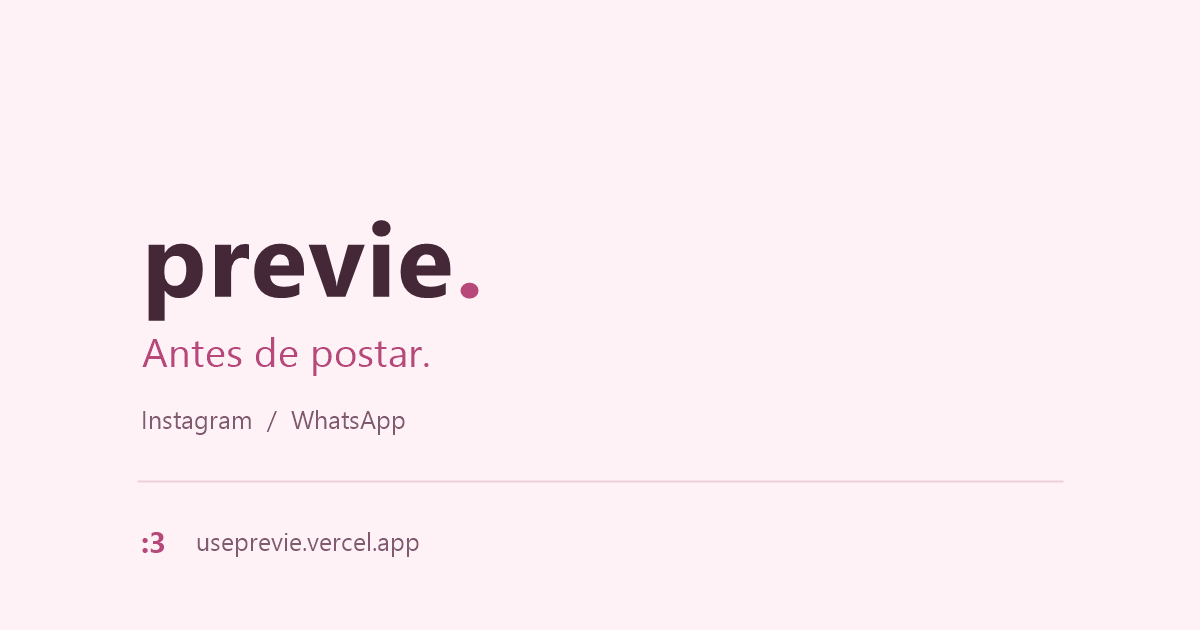 previe.
Antes de postar.
Instagram / WhatsApp
:3 useprevie.vercel.app